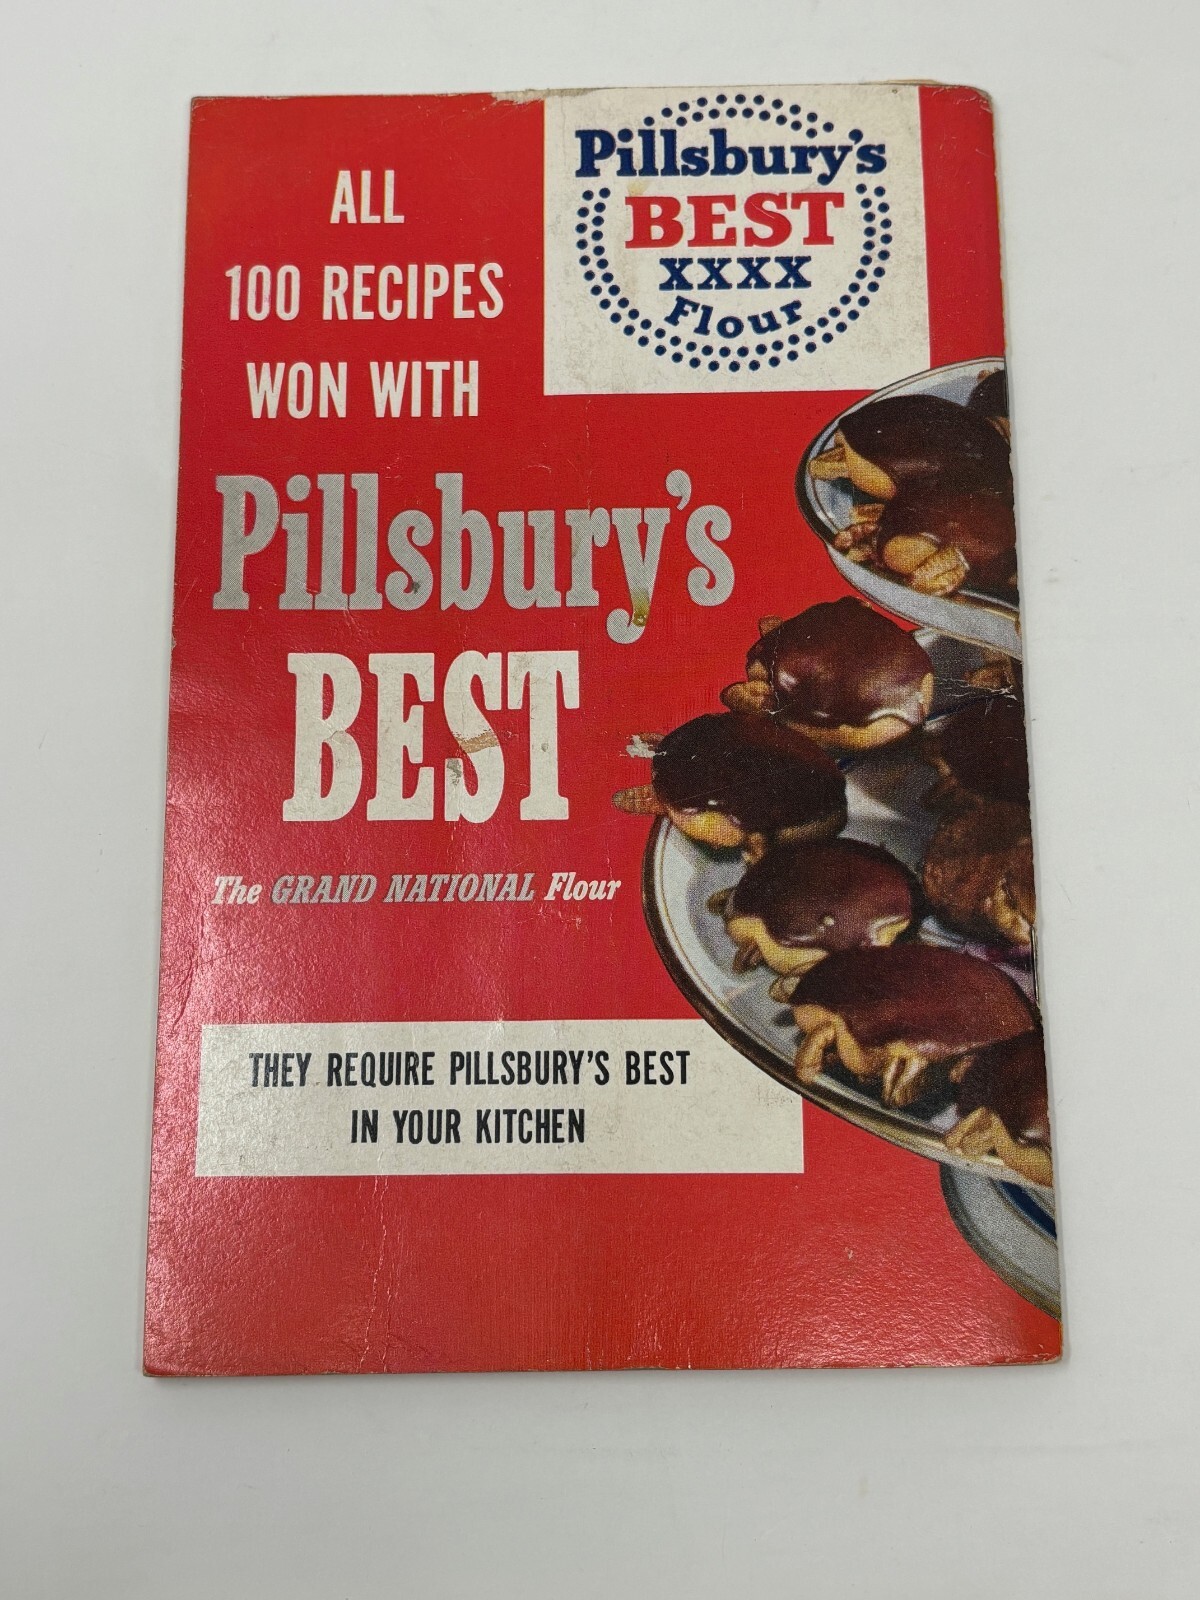 ALL
100 RECIPES
WON WITH
Pillsbury's
BEST
XXXX
Flour
Pillsbury's
BEST
The GRAND NATIONAL Flour
THEY REQUIRE PILLSBURY'S BEST
IN YOUR KITCHEN